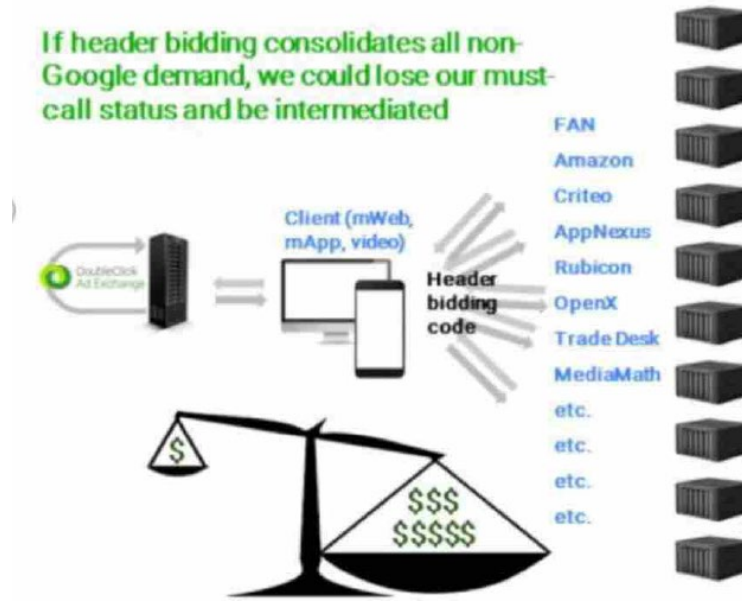 If header bidding consolidates all non-
Google demand, we could lose our must-
call status and be intermediated
FAN
Amazon
Criteo
AppNexus
Rubicon
OpenX
Trade Desk
MediaMath
etc.
etc.
etc.
etc.
Client (mWeb,
mApp, video)
DoubleClick
Ad Exchange
Header
bidding
code
$
$$$
$$$$$